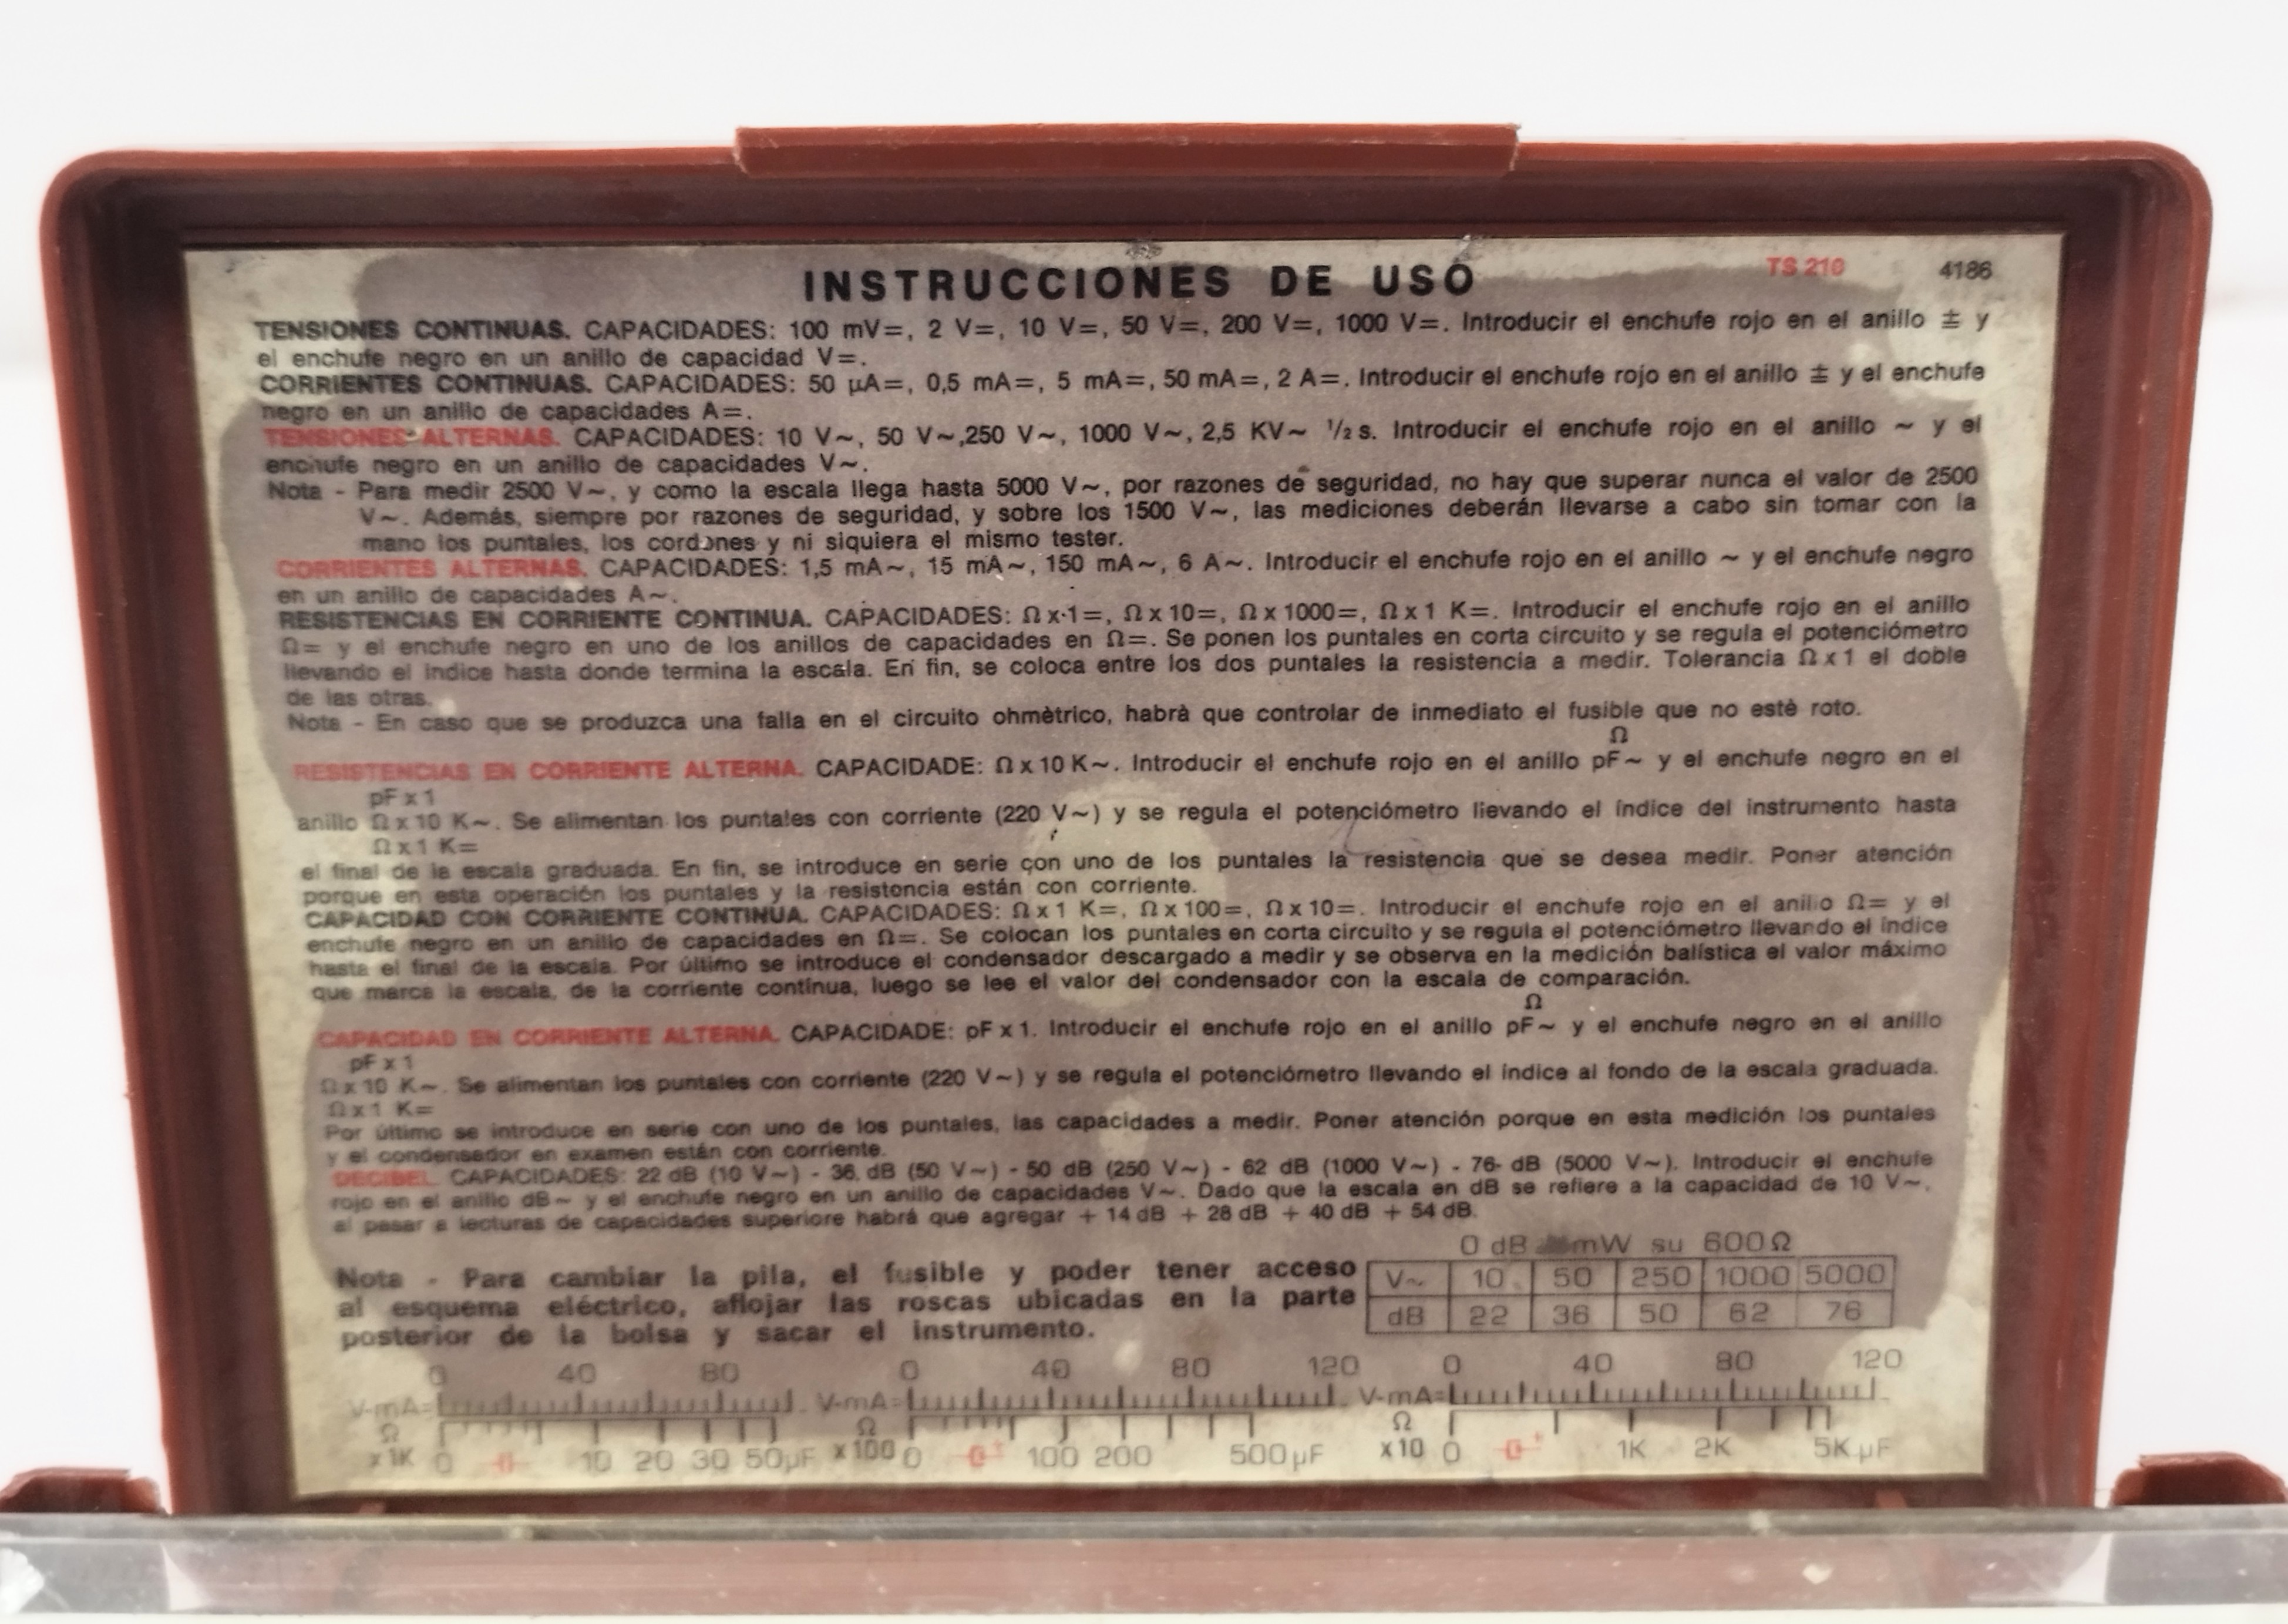 INSTRUCCIONES DE USO TS 210 4186
TENSIONES CONTINUAS. CAPACIDADES: 100 mV=, 2 V=, 10 V=, 50 V=, 200 V=, 1000 V=. Introducir el enchufe rojo en el anillo ± y
el enchufe negro en un anillo de capacidad V=.
CORRIENTES CONTINUAS. CAPACIDADES: 50 µA=, 0,5 mA=, 5 mA=, 50 mA=, 2 A=. Introducir el enchufe rojo en el anillo ± y el enchufe
negro en un anillo de capacidades A=.
TENSIONES ALTERNAS. CAPACIDADES: 10 V~, 50 V~,250 V~, 1000 V~, 2,5 KV~ 1/2 s. Introducir el enchufe rojo en el anillo ~ y el
enchufe negro en un anillo de capacidades V~.
Nota - Para medir 2500 V~, y como la escala llega hasta 5000 V~, por razones de seguridad, no hay que superar nunca el valor de 2500
V~. Además, siempre por razones de seguridad, y sobre los 1500 V~, las mediciones deberán llevarse a cabo sin tomar con la
mano los puntales, los cordones y ni siquiera el mismo tester.
CORRIENTES ALTERNAS. CAPACIDADES: 1,5 mA~, 15 mA~, 150 mA~, 6 A~. Introducir el enchufe rojo en el anillo ~ y el enchufe negro
en un anillo de capacidades A~.
RESISTENCIAS EN CORRIENTE CONTINUA. CAPACIDADES: Ω x·1=, Ω x 10=, Ω x 1000=, Ω x 1 K=. Introducir el enchufe rojo en el anillo
Ω= y el enchufe negro en uno de los anillos de capacidades en Ω=. Se ponen los puntales en corta circuito y se regula el potenciómetro
llevando el índice hasta donde termina la escala. En fin, se coloca entre los dos puntales la resistencia a medir. Tolerancia Ω x 1 el doble
de las otras.
Nota - En caso que se produzca una falla en el circuito ohmètrico, habrà que controlar de inmediato el fusible que no estè roto.
Ω
RESISTENCIAS EN CORRIENTE ALTERNA. CAPACIDADE: Ω x 10 K~. Introducir el enchufe rojo en el anillo pF~ y el enchufe negro en el
pF x 1
anillo Ω x 10 K~. Se alimentan los puntales con corriente (220 V~) y se regula el potenciómetro llevando el índice del instrumento hasta
Ω x 1 K=
el final de la escala graduada. En fin, se introduce en serie con uno de los puntales la resistencia que se desea medir. Poner atención
porque en esta operación los puntales y la resistoncia están con corriente.
CAPACIDAD CON CORRIENTE CONTINUA. CAPACIDADES: Ω x 1 K=, Ω x 100=, Ω x 10=. Introducir el enchufe rojo en el anillo Ω= y el
enchufe negro en un anillo de capacidades en Ω=. Se colocan los puntales en corta circuito y se regula el potenciómetro llevando el índice
hasta el final de la escala. Por último se introduce el condensador descargado a medir y se observa en la medición balística el valor máximo
que marca la escala, de la corriente contínua, luego se lee el valor del condensador con la escala de comparación.
Ω
CAPACIDAD EN CORRIENTE ALTERNA. CAPACIDADE: pF x 1. Introducir el enchufe rojo en el anillo pF~ y el enchufe negro en el anillo
pF x 1
Ω x 10 K~. Se alimentan los puntales con corriente (220 V~) y se regula el potenciómetro llevando el índice al fondo de la escala graduada.
Ω x 1 K=
Por último se introduce en serie con uno de los puntales, las capacidades a medir. Poner atención porque en esta medición los puntales
y el condensador en examen están con corriente.
DECIBEL CAPACIDADES: 22 dB (10 V~) - 36. dB (50 V~) - 50 dB (250 V~) - 62 dB (1000 V~) - 76- dB (5000 V~). Introducir el enchufe
rojo en el anillo dB~ y el enchufe negro en un anillo de capacidades V~. Dado que la escala en dB se refiere a la capacidad de 10 V~,
al pasar a lecturas de capacidades superiore habrá que agregar + 14 dB + 28 dB + 40 dB + 54 dB.
Nota - Para cambiar la pila, el fusible y poder tener acceso
al esquema eléctrico, aflojar las roscas ubicadas en la parte
posterior de la bolsa y sacar el instrumento.
0 dB mW su 600Ω
V~ 10 50 250 1000 5000
dB 22 36 50 62 76
0 40 80 0 40 80 120 0 40 80 120
V-mA= V-mA= V-mA=
Ω Ω Ω
x 1K 0 10 20 30 50µF x 100 0 100 200 500µF x10 0 1K 2K 5K µF